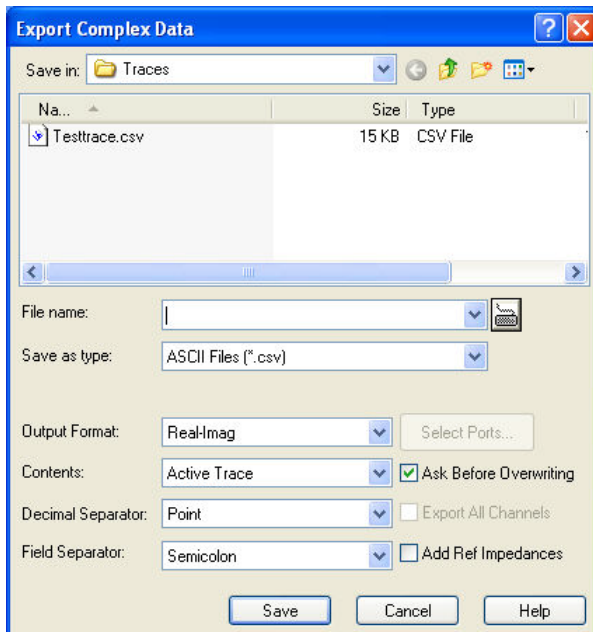 Export Complex Data
Save in: Traces
Na... Size Type
Testtrace.csv 15 KB CSV File
File name:
Save as type: ASCII Files (*.csv)
Output Format: Real-Imag Select Ports...
Contents: Active Trace Ask Before Overwriting
Decimal Separator: Point Export All Channels
Field Separator: Semicolon Add Ref Impedances
Save Cancel Help